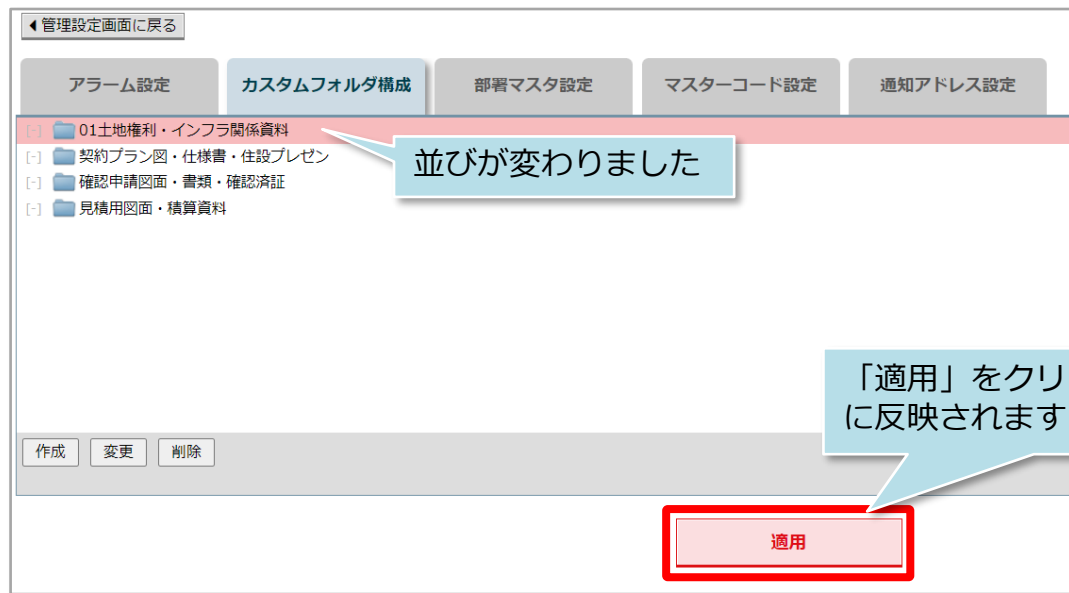 管理設定画面に戻る
アラーム設定
カスタムフォルダ構成
部署マスタ設定
マスターコード設定
通知アドレス設定
[-] 01土地権利・インフラ関係資料
[-] 契約プラン図・仕様書・住設プレゼン
[-] 確認申請図面・書類・確認済証
[-] 見積用図面・積算資料
並びが変わりました
「適用」をクリ
に反映されます
作成
変更
削除
適用